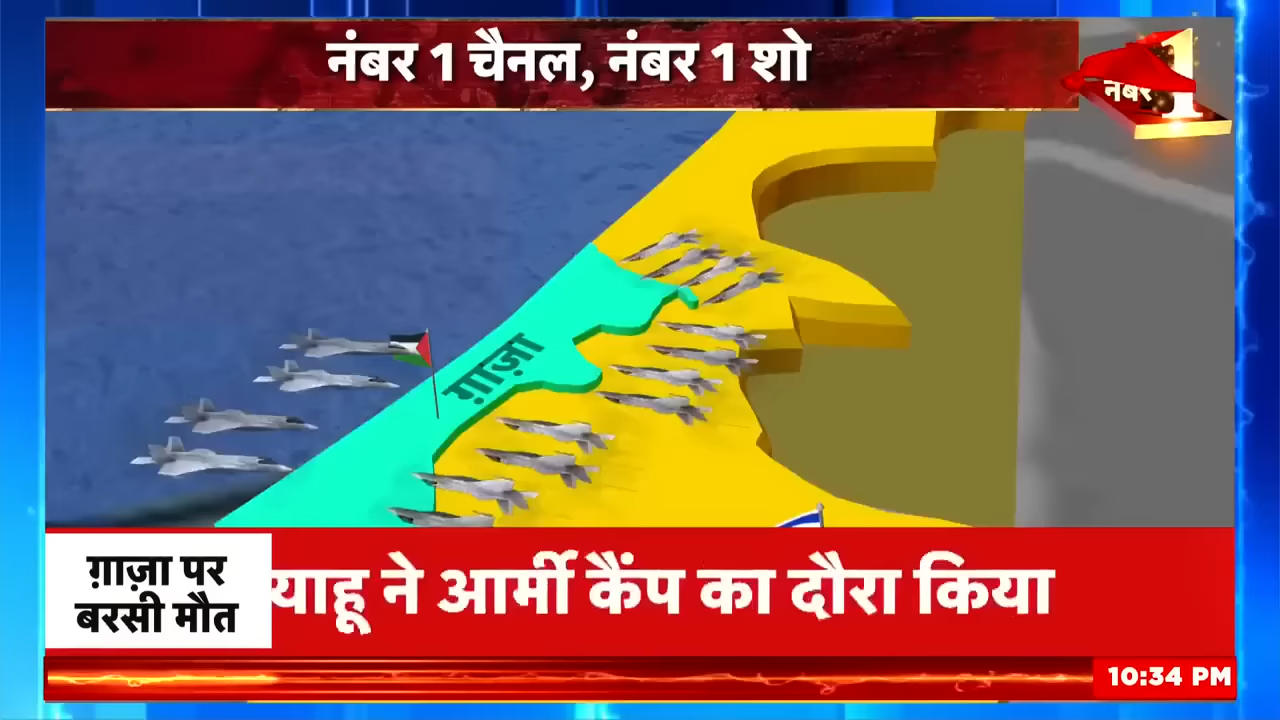 नंबर 1 चैनल, नंबर 1 शो
नंबर 1
ग़ाज़ा
ग़ाज़ा पर
बरसी मौत
याहू ने आर्मी कैंप का दौरा किया
10:34 PM